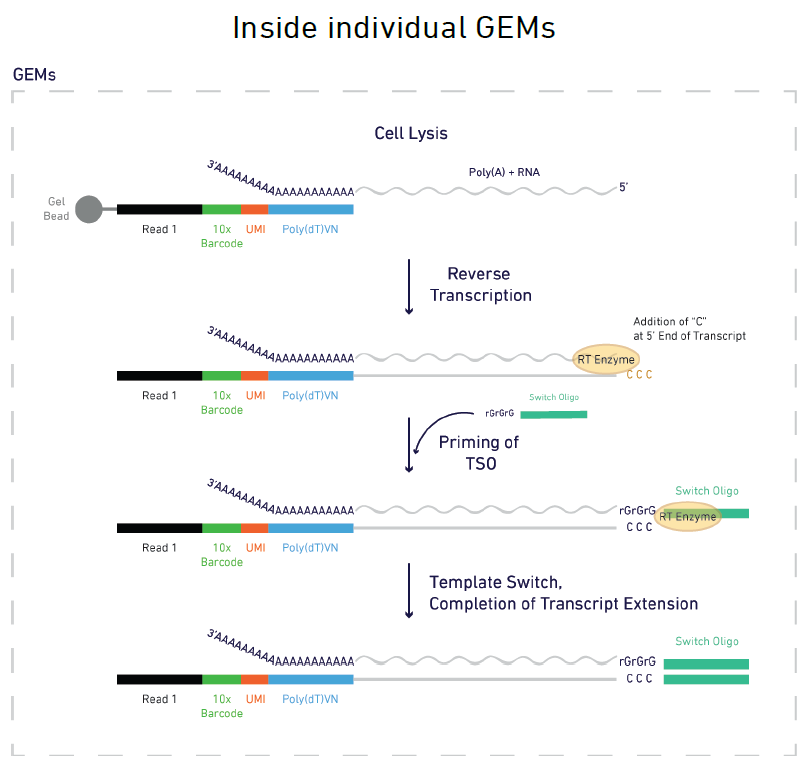 Inside individual GEMs
GEMs
Cell Lysis
3'AAAAAAAAAAAAAAAAAAA
Poly(A) + RNA
5'
Gel
Bead
Read 1
10x
Barcode
UMI
Poly(dT)VN
Reverse
Transcription
Addition of "C"
at 5' End of Transcript
3'AAAAAAAAAAAAAAAAAAA
RT Enzyme
C C C
Read 1
10x
Barcode
UMI
Poly(dT)VN
Switch Oligo
rGrGrG
Priming of
TSO
3'AAAAAAAAAAAAAAAAAAA
Switch Oligo
rGrGrG
RT Enzyme
C C C
Read 1
10x
Barcode
UMI
Poly(dT)VN
Template Switch,
Completion of Transcript Extension
3'AAAAAAAAAAAAAAAAAAA
Switch Oligo
rGrGrG
C C C
Read 1
10x
Barcode
UMI
Poly(dT)VN